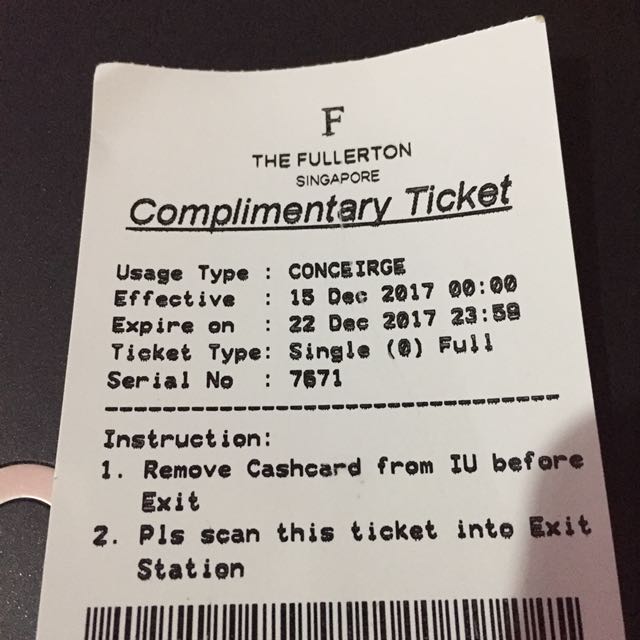 F
THE FULLERTON
SINGAPORE
Complimentary Ticket
Usage Type : CONCEIRGE
Effective : 15 Dec 2017 00:00
Expire on : 22 Dec 2017 23:59
Ticket Type: Single (0) Full
Serial No : 7671
--------------------------------
Instruction:
1. Remove Cashcard from IU before
Exit
2. Pls scan this ticket into Exit
Station